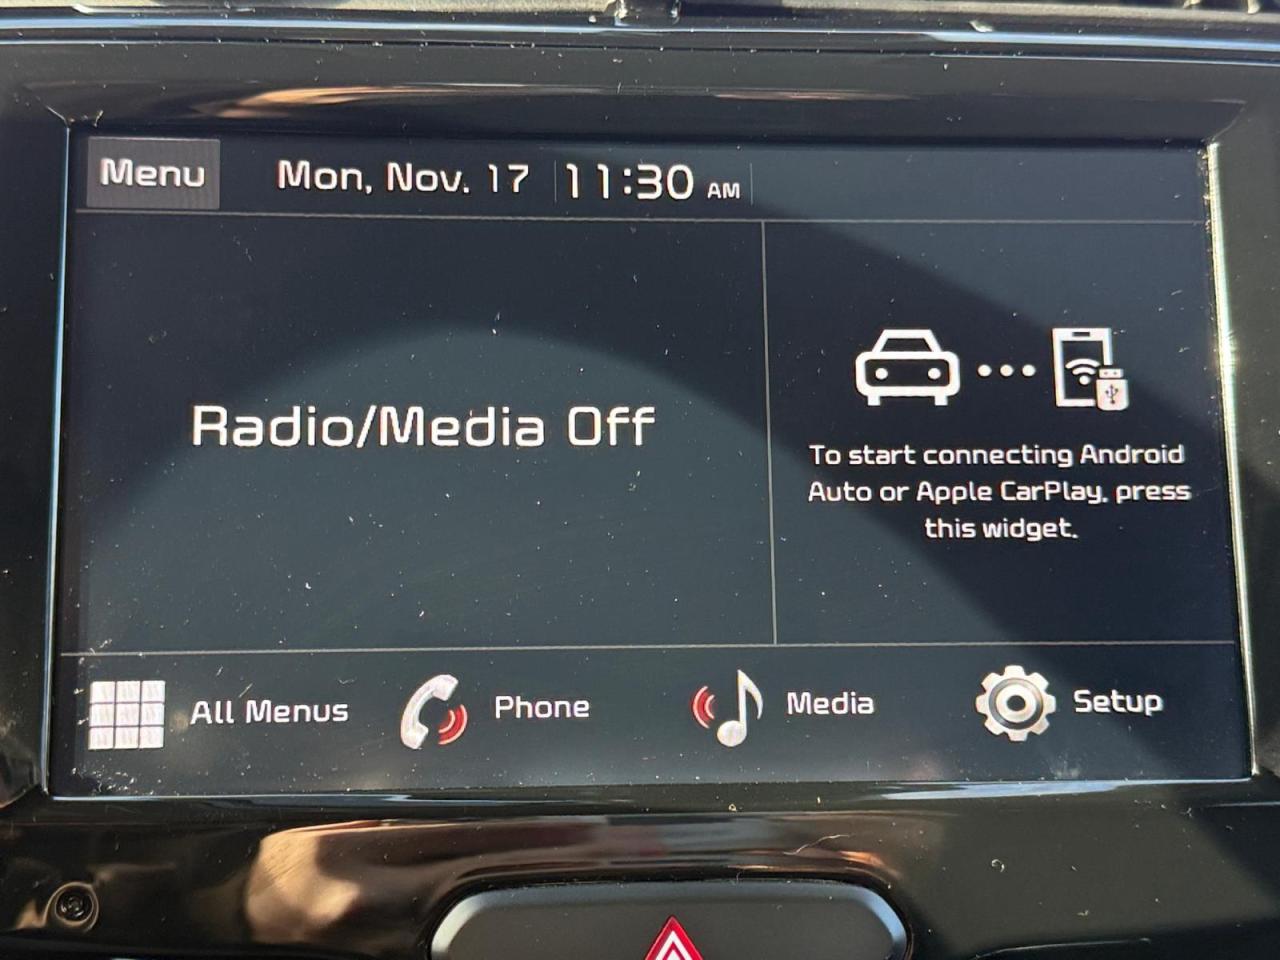 Menu
Mon, Nov. 17
11:30 AM
Radio/Media Off
To start connecting Android
Auto or Apple CarPlay, press
this widget.
All Menus
Phone
Media
Setup